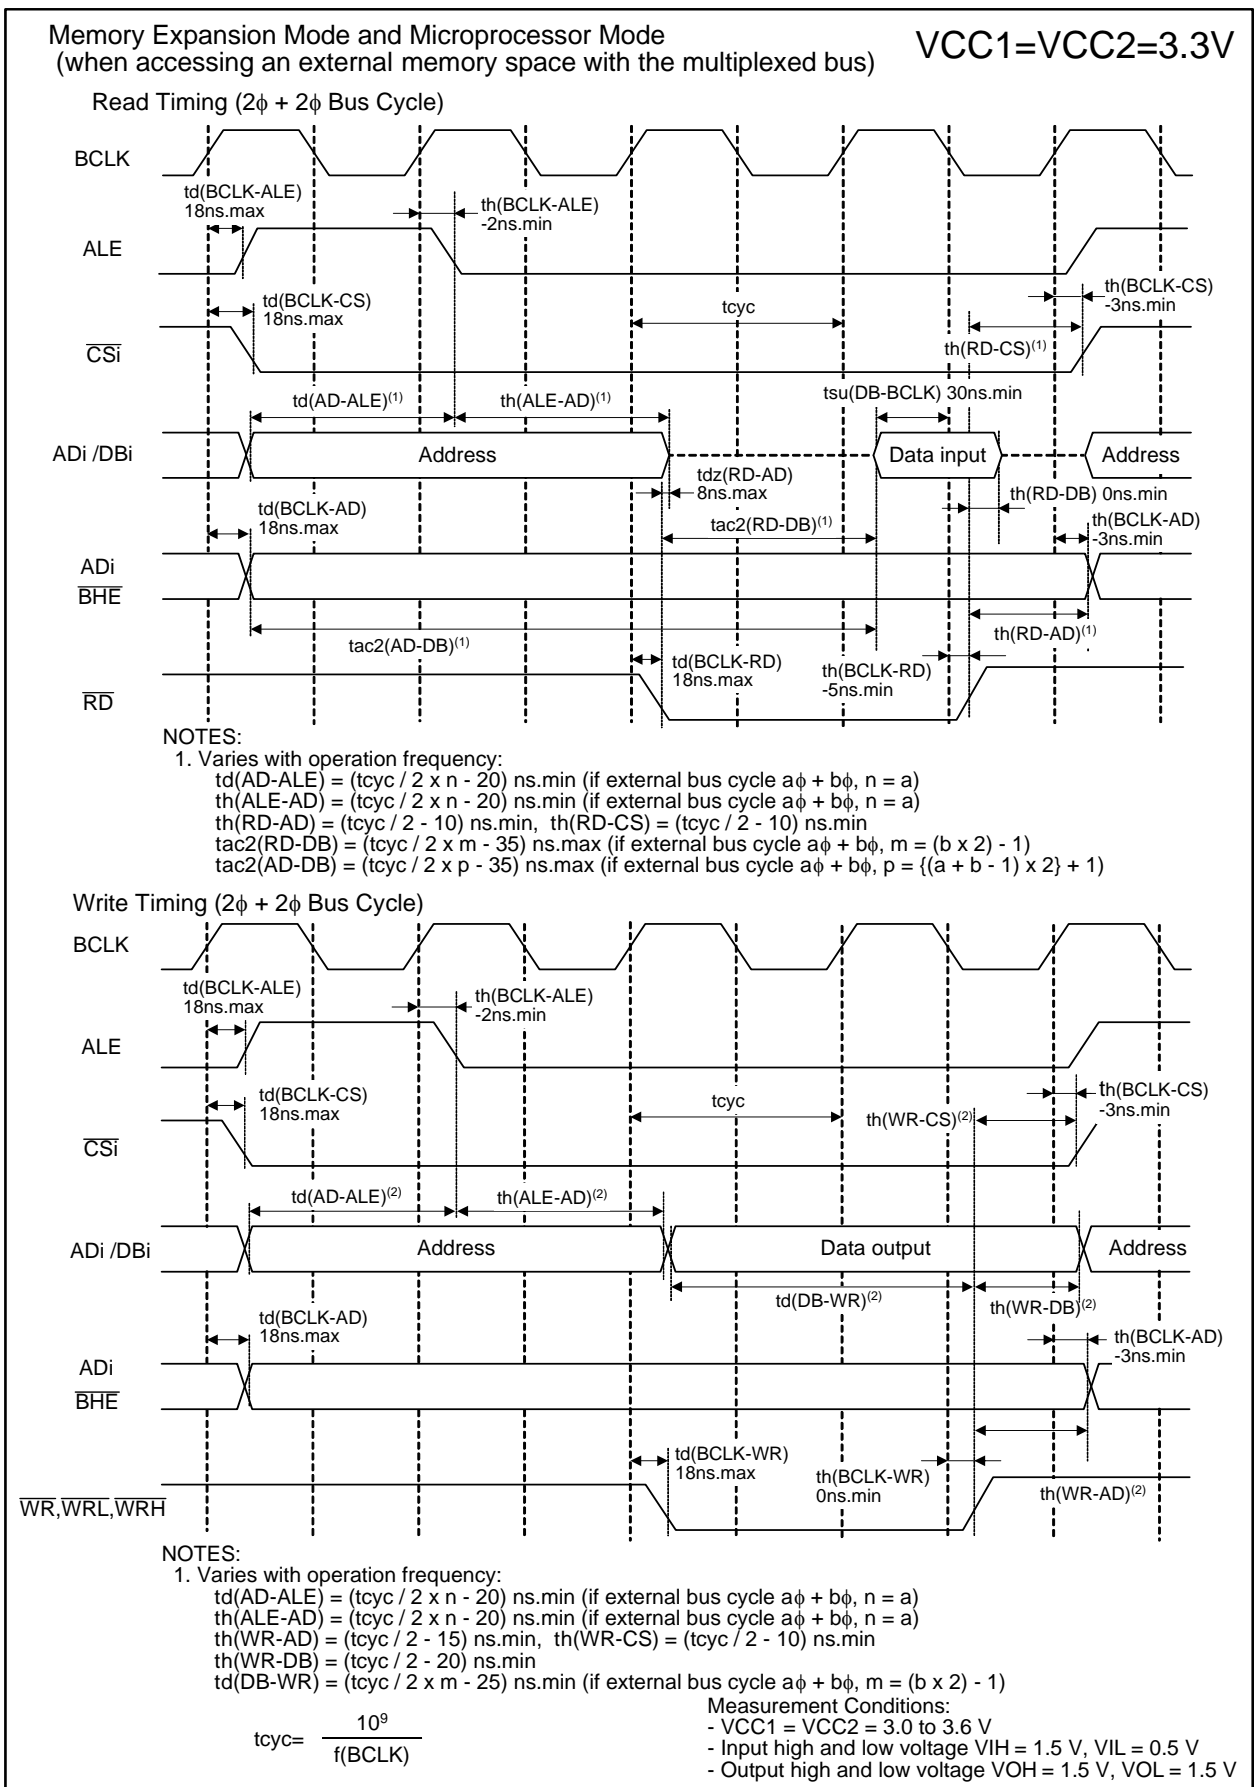 Memory Expansion Mode and Microprocessor Mode
(when accessing an external memory space with the multiplexed bus)
VCC1=VCC2=3.3V
Read Timing (2ϕ + 2ϕ Bus Cycle)
BCLK
td(BCLK-ALE)
18ns.max
th(BCLK-ALE)
-2ns.min
ALE
td(BCLK-CS)
18ns.max
tcyc
th(BCLK-CS)
-3ns.min
th(RD-CS)(1)
CSi
td(AD-ALE)(1)
th(ALE-AD)(1)
tsu(DB-BCLK) 30ns.min
ADi /DBi
Address
Data input
Address
tdz(RD-AD)
8ns.max
th(RD-DB) 0ns.min
td(BCLK-AD)
18ns.max
tac2(RD-DB)(1)
th(BCLK-AD)
-3ns.min
ADi
BHE
tac2(AD-DB)(1)
th(RD-AD)(1)
td(BCLK-RD)
18ns.max
th(BCLK-RD)
-5ns.min
RD
NOTES:
1. Varies with operation frequency:
td(AD-ALE) = (tcyc / 2 x n - 20) ns.min (if external bus cycle aϕ + bϕ, n = a)
th(ALE-AD) = (tcyc / 2 x n - 20) ns.min (if external bus cycle aϕ + bϕ, n = a)
th(RD-AD) = (tcyc / 2 - 10) ns.min, th(RD-CS) = (tcyc / 2 - 10) ns.min
tac2(RD-DB) = (tcyc / 2 x m - 35) ns.max (if external bus cycle aϕ + bϕ, m = (b x 2) - 1)
tac2(AD-DB) = (tcyc / 2 x p - 35) ns.max (if external bus cycle aϕ + bϕ, p = {(a + b - 1) x 2} + 1)
Write Timing (2ϕ + 2ϕ Bus Cycle)
BCLK
td(BCLK-ALE)
18ns.max
th(BCLK-ALE)
-2ns.min
ALE
td(BCLK-CS)
18ns.max
tcyc
th(WR-CS)(2)
th(BCLK-CS)
-3ns.min
CSi
td(AD-ALE)(2)
th(ALE-AD)(2)
ADi /DBi
Address
Data output
Address
td(DB-WR)(2)
th(WR-DB)(2)
td(BCLK-AD)
18ns.max
th(BCLK-AD)
-3ns.min
ADi
BHE
td(BCLK-WR)
18ns.max
th(BCLK-WR)
0ns.min
th(WR-AD)(2)
WR,WRL,WRH
NOTES:
1. Varies with operation frequency:
td(AD-ALE) = (tcyc / 2 x n - 20) ns.min (if external bus cycle aϕ + bϕ, n = a)
th(ALE-AD) = (tcyc / 2 x n - 20) ns.min (if external bus cycle aϕ + bϕ, n = a)
th(WR-AD) = (tcyc / 2 - 15) ns.min, th(WR-CS) = (tcyc / 2 - 10) ns.min
th(WR-DB) = (tcyc / 2 - 20) ns.min
td(DB-WR) = (tcyc / 2 x m - 25) ns.min (if external bus cycle aϕ + bϕ, m = (b x 2) - 1)
tcyc= 10⁹ / f(BCLK)
Measurement Conditions:
- VCC1 = VCC2 = 3.0 to 3.6 V
- Input high and low voltage VIH = 1.5 V, VIL = 0.5 V
- Output high and low voltage VOH = 1.5 V, VOL = 1.5 V